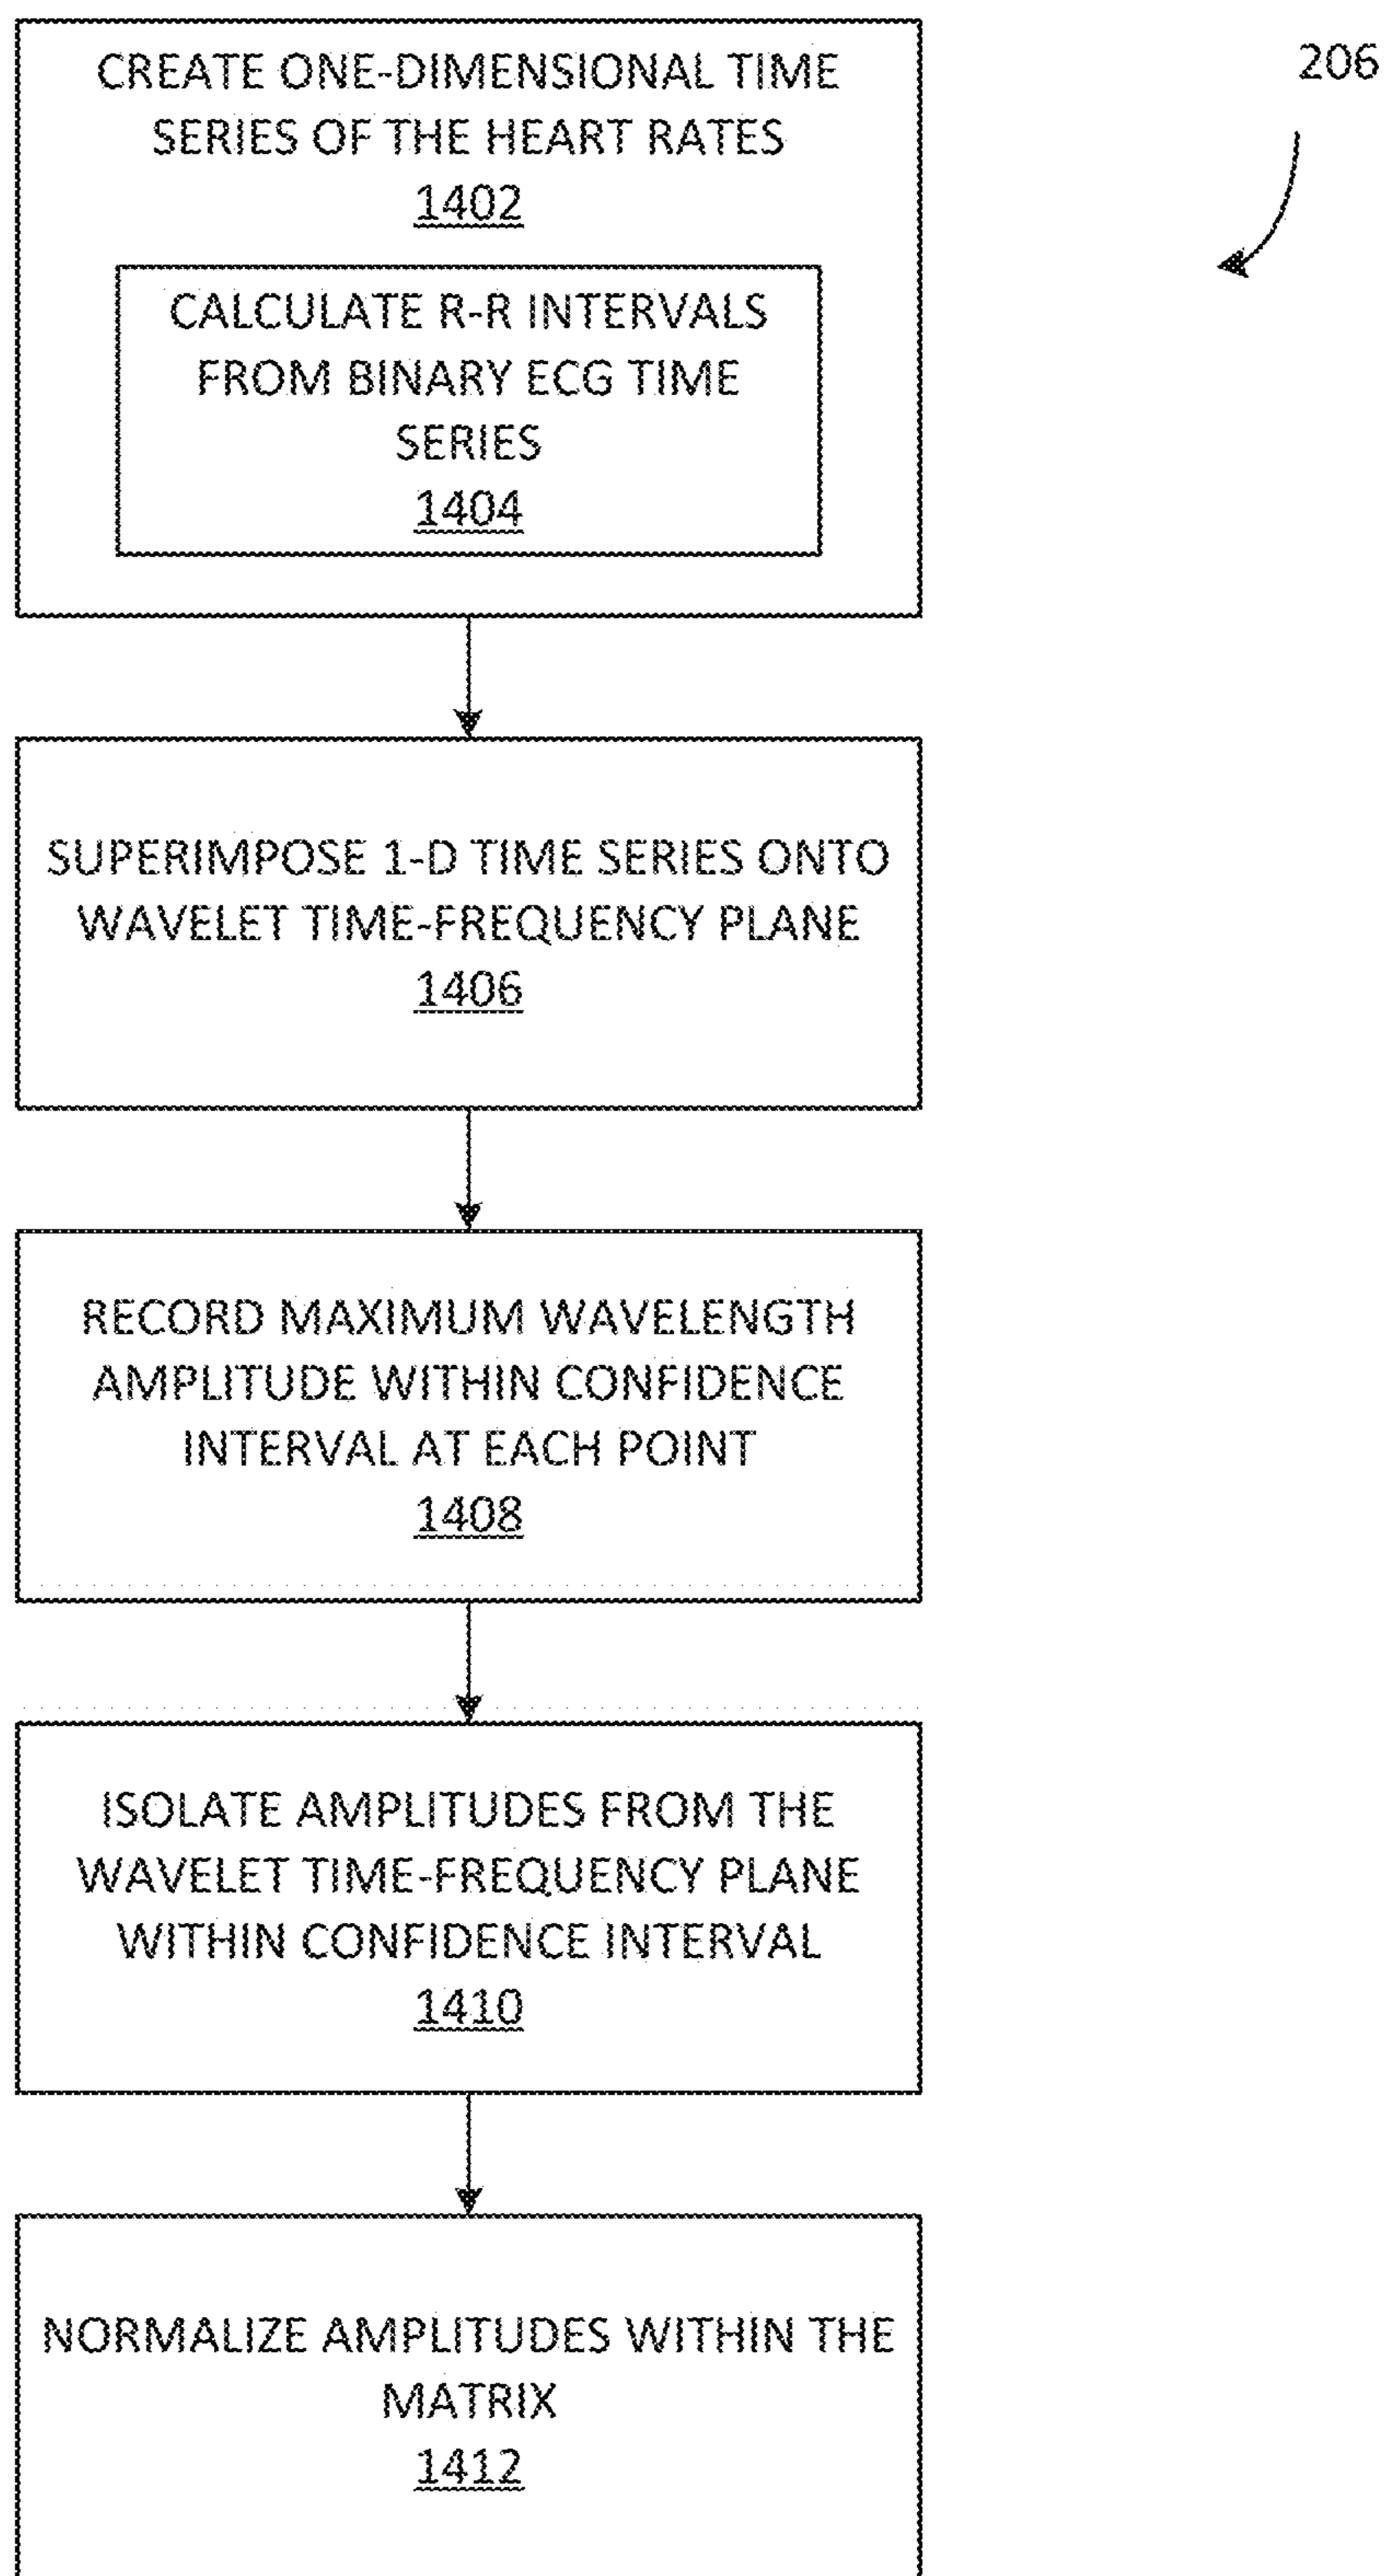 CREATE ONE-DIMENSIONAL TIME
SERIES OF THE HEART RATES
1402
206
CALCULATE R-R INTERVALS
FROM BINARY ECG TIME
SERIES
1404
SUPERIMPOSE 1-D TIME SERIES ONTO
WAVELET TIME-FREQUENCY PLANE
1406
RECORD MAXIMUM WAVELENGTH
AMPLITUDE WITHIN CONFIDENCE
INTERVAL AT EACH POINT
1408
ISOLATE AMPLITUDES FROM THE
WAVELET TIME-FREQUENCY PLANE
WITHIN CONFIDENCE INTERVAL
1410
NORMALIZE AMPLITUDES WITHIN THE
MATRIX
1412